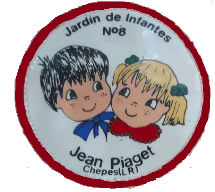 Jardín de Infantes
Nº8
Jean Piaget
Chepes(LR)